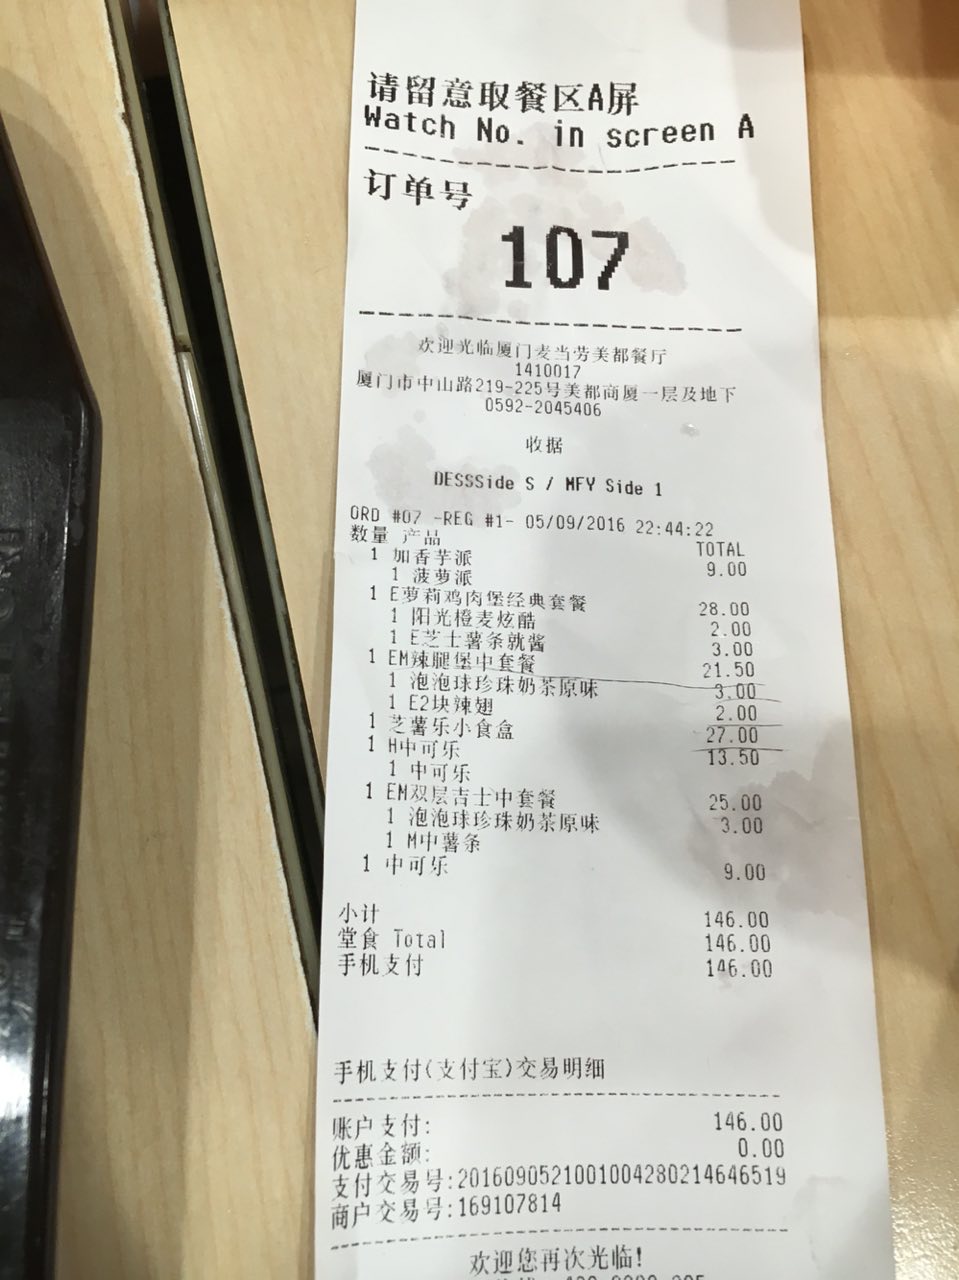 请留意取餐区A屏
Watch No. in screen A
订单号
107
欢迎光临厦门麦当劳美都餐厅
1410017
厦门市中山路219-225号美都商厦一层及地下
0592-2045406
收据
DESSSide S / MFY Side 1
ORD #07 -REG #1- 05/09/2016 22:44:22
数量 产品 TOTAL
1 加香芋派 9.00
1 菠萝派
1 E萝莉鸡肉堡经典套餐 28.00
1 阳光橙麦炫酷 2.00
1 E芝士薯条就酱 3.00
1 EM辣腿堡中套餐 21.50
1 泡泡球珍珠奶茶原味 3.00
1 E2块辣翅 2.00
1 芝薯乐小食盒 27.00
1 H中可乐 13.50
1 中可乐
1 EM双层吉士中套餐 25.00
1 泡泡球珍珠奶茶原味 3.00
1 M中薯条
1 中可乐 9.00
小计 146.00
堂食 Total 146.00
手机支付 146.00
手机支付(支付宝)交易明细
账户支付: 146.00
优惠金额: 0.00
支付交易号:2016090521001004280214646519
商户交易号:169107814
欢迎您再次光临!